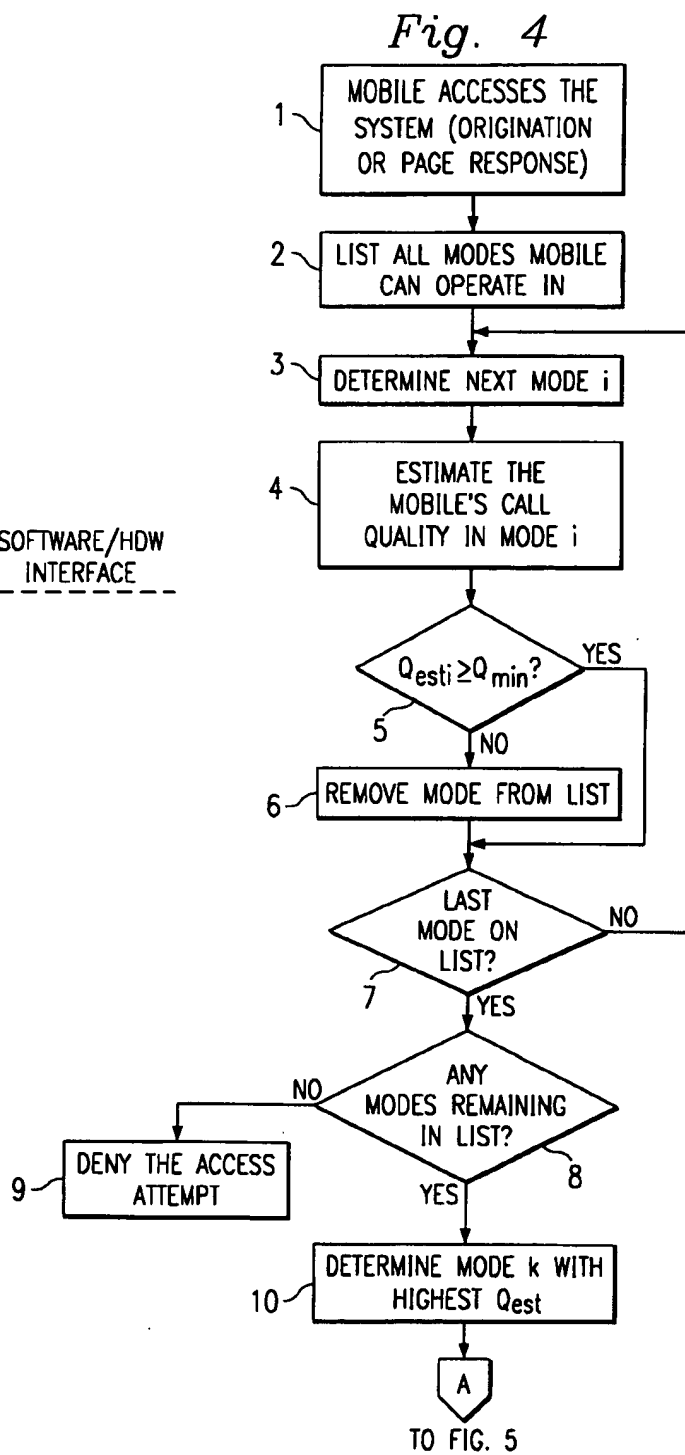 Fig. 4
1
MOBILE ACCESSES THE
SYSTEM (ORIGINATION
OR PAGE RESPONSE)
2
LIST ALL MODES MOBILE
CAN OPERATE IN
3
DETERMINE NEXT MODE i
4
ESTIMATE THE
MOBILE'S CALL
QUALITY IN MODE i
SOFTWARE/HDW
INTERFACE
Qesti ≥ Qmin?
YES
5
NO
6
REMOVE MODE FROM LIST
LAST
MODE ON
LIST?
NO
7
YES
ANY
MODES REMAINING
IN LIST?
NO
8
YES
9
DENY THE ACCESS
ATTEMPT
10
DETERMINE MODE k WITH
HIGHEST Qest
A
TO FIG. 5